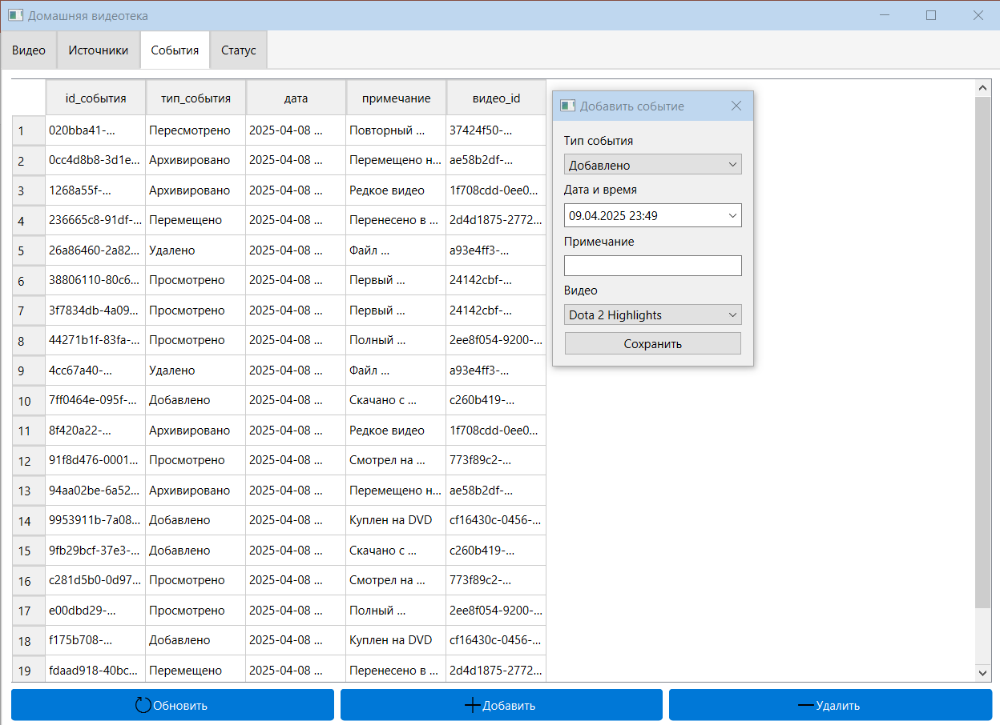 Домашняя видеотека
Видео Источники События Статус
id_события тип_события дата примечание видео_id
1 020bba41-... Пересмотрено 2025-04-08 ... Повторный ... 37424f50-...
2 0cc4d8b8-3d1e... Архивировано 2025-04-08 ... Перемещено н... ae58b2df-...
3 1268a55f-... Архивировано 2025-04-08 ... Редкое видео 1f708cdd-0ee0...
4 236665c8-91df-... Перемещено 2025-04-08 ... Перенесено в ... 2d4d1875-2772...
5 26a86460-2a82... Удалено 2025-04-08 ... Файл ... a93e4ff3-...
6 38806110-80c6... Просмотрено 2025-04-08 ... Первый ... 24142cbf-...
7 3f7834db-4a09... Просмотрено 2025-04-08 ... Первый ... 24142cbf-...
8 44271b1f-83fa-... Просмотрено 2025-04-08 ... Полный ... 2ee8f054-9200-...
9 4cc67a40-... Удалено 2025-04-08 ... Файл ... a93e4ff3-...
10 7ff0464e-095f-... Добавлено 2025-04-08 ... Скачано с ... c260b419-...
11 8f420a22-... Архивировано 2025-04-08 ... Редкое видео 1f708cdd-0ee0...
12 91f8d476-0001... Просмотрено 2025-04-08 ... Смотрел на ... 773f89c2-...
13 94aa02be-6a52... Архивировано 2025-04-08 ... Перемещено н... ae58b2df-...
14 9953911b-7a08... Добавлено 2025-04-08 ... Куплен на DVD cf16430c-0456-...
15 9fb29bcf-37e3-... Добавлено 2025-04-08 ... Скачано с ... c260b419-...
16 c281d5b0-0d97... Просмотрено 2025-04-08 ... Смотрел на ... 773f89c2-...
17 e00dbd29-... Просмотрено 2025-04-08 ... Полный ... 2ee8f054-9200-...
18 f175b708-... Добавлено 2025-04-08 ... Куплен на DVD cf16430c-0456-...
19 fdaad918-40bc... Перемещено 2025-04-08 ... Перенесено в ... 2d4d1875-2772...
Добавить событие
Тип события
Добавлено
Дата и время
09.04.2025 23:49
Примечание
Видео
Dota 2 Highlights
Сохранить
Обновить Добавить Удалить